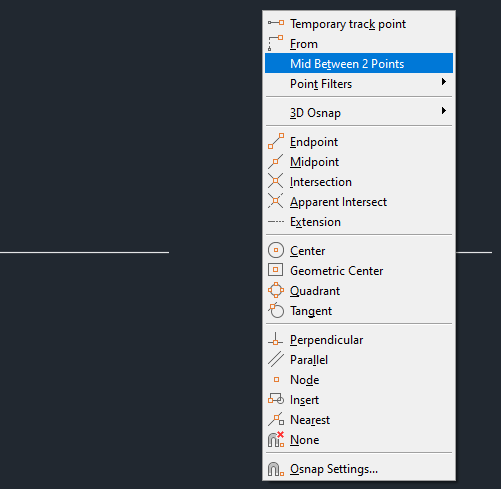 Temporary track point
From
Mid Between 2 Points
Point Filters
3D Osnap
Endpoint
Midpoint
Intersection
Apparent Intersect
Extension
Center
Geometric Center
Quadrant
Tangent
Perpendicular
Parallel
Node
Insert
Nearest
None
Osnap Settings...